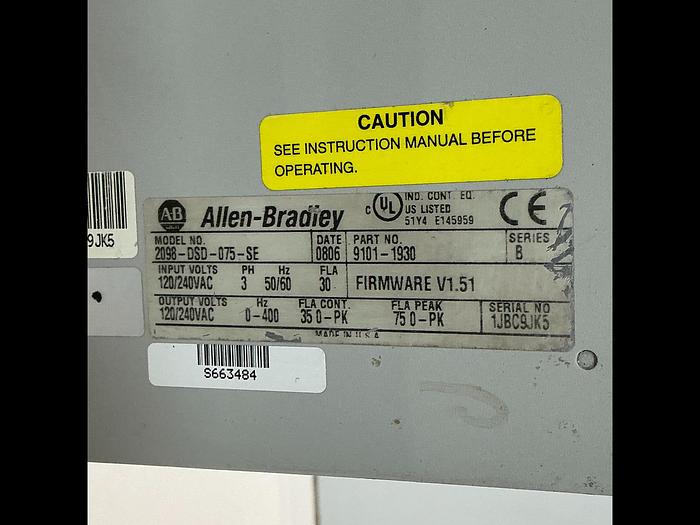 CAUTION
SEE INSTRUCTION MANUAL BEFORE
OPERATING.
9JK5
AB Allen-Bradley
c UL IND. CONT. EQ.
US LISTED
51Y4 E145959
CE
MODEL NO. DATE PART NO. SERIES
2098-DSD-075-SE 0806 9101-1930 B
INPUT VOLTS PH Hz FLA
120/240VAC 3 50/60 30 FIRMWARE V1.51
OUTPUT VOLTS Hz FLA CONT. FLA PEAK SERIAL NO
120/240VAC 0-400 35 0-PK 75 0-PK 1JBC9JK5
MADE IN U.S.A
S663484